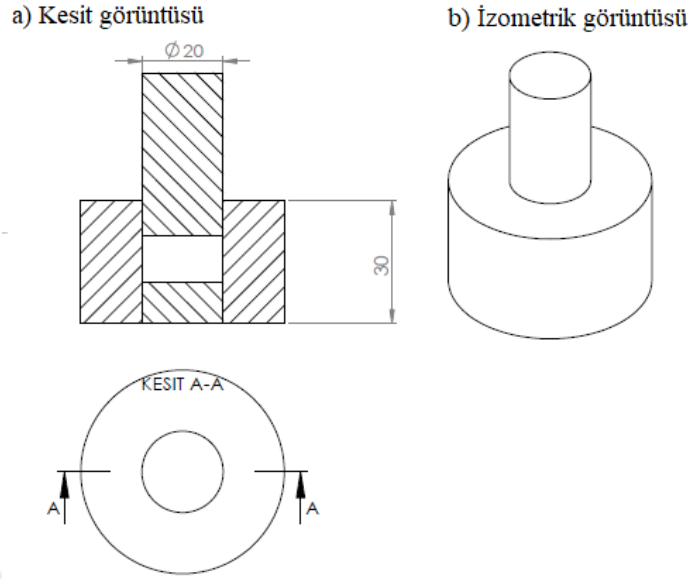 a) Kesit görüntüsü
b) İzometrik görüntüsü
Ø20
30
KESIT A-A
A
A